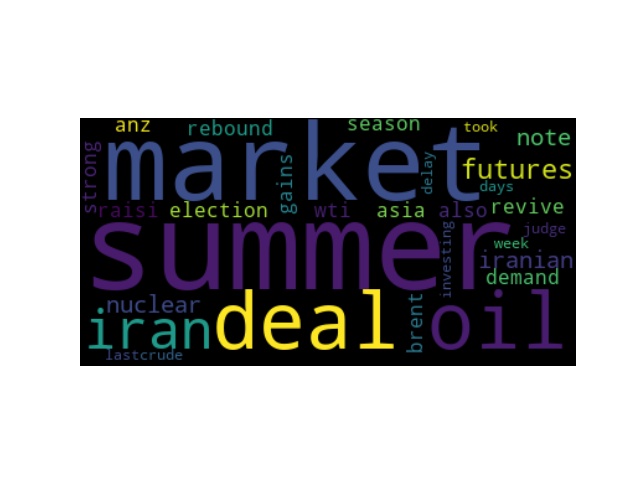 anz rebound season took
strong market delay note
gains futures
days
raisi election wti asia also revive
summer judge
week
investing iranian
demand
nuclear
iran deal brent oil
lastcrude